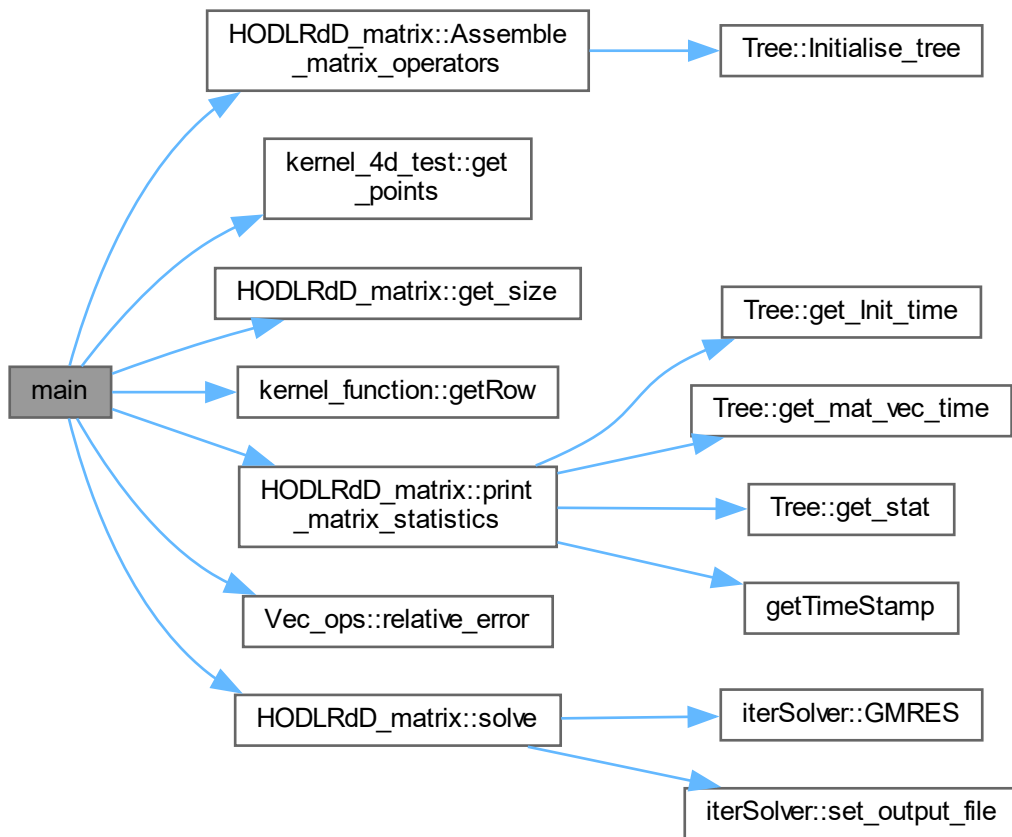 main
HODLRdD_matrix::Assemble
_matrix_operators
Tree::Initialise_tree
kernel_4d_test::get
_points
HODLRdD_matrix::get_size
kernel_function::getRow
HODLRdD_matrix::print
_matrix_statistics
Tree::get_Init_time
Tree::get_mat_vec_time
Tree::get_stat
getTimeStamp
Vec_ops::relative_error
HODLRdD_matrix::solve
iterSolver::GMRES
iterSolver::set_output_file